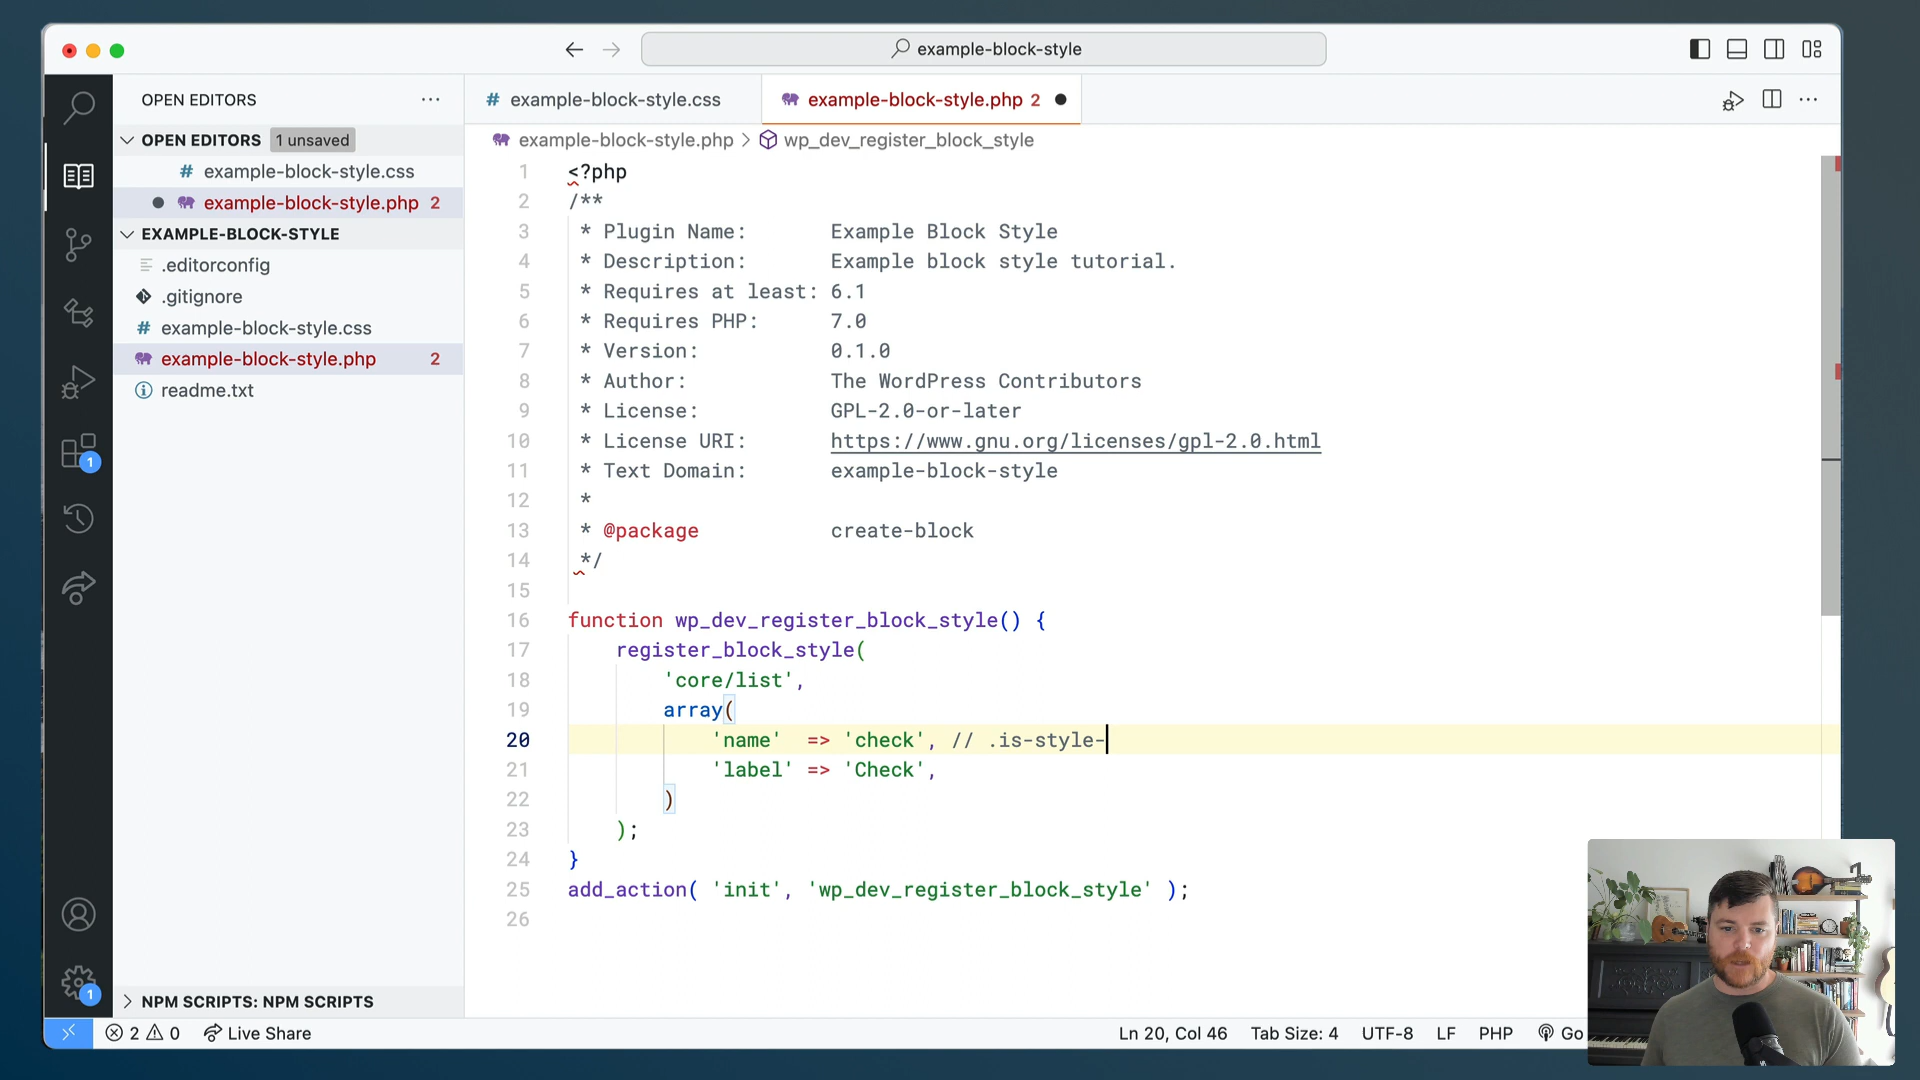 example-block-style
OPEN EDITORS
# example-block-style.css
example-block-style.php 2
OPEN EDITORS 1 unsaved
example-block-style.php > wp_dev_register_block_style
# example-block-style.css
example-block-style.php 2
EXAMPLE-BLOCK-STYLE
.editorconfig
.gitignore
# example-block-style.css
example-block-style.php 2
readme.txt
1 <?php
2 /**
3 * Plugin Name: Example Block Style
4 * Description: Example block style tutorial.
5 * Requires at least: 6.1
6 * Requires PHP: 7.0
7 * Version: 0.1.0
8 * Author: The WordPress Contributors
9 * License: GPL-2.0-or-later
10 * License URI: https://www.gnu.org/licenses/gpl-2.0.html
11 * Text Domain: example-block-style
12 *
13 * @package create-block
14 */
15
16 function wp_dev_register_block_style() {
17 register_block_style(
18 'core/list',
19 array(
20 'name' => 'check', // .is-style-
21 'label' => 'Check',
22 )
23 );
24 }
25 add_action( 'init', 'wp_dev_register_block_style' );
26
1
1
NPM SCRIPTS: NPM SCRIPTS
2 0 Live Share
Ln 20, Col 46 Tab Size: 4 UTF-8 LF PHP Go